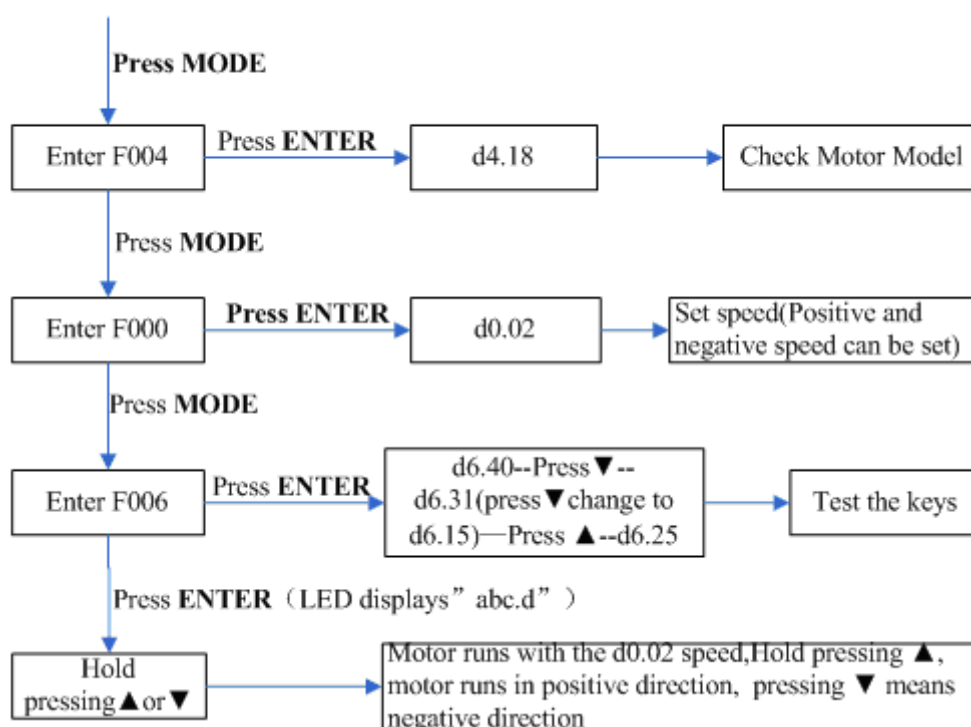 Press MODE
Enter F004
Press ENTER
d4.18
Check Motor Model
Press MODE
Enter F000
Press ENTER
d0.02
Set speed(Positive and
negative speed can be set)
Press MODE
Enter F006
Press ENTER
d6.40--Press▼--
d6.31(press▼change to
d6.15)—Press ▲--d6.25
Test the keys
Press ENTER（LED displays” abc.d”）
Hold
pressing▲or▼
Motor runs with the d0.02 speed,Hold pressing ▲,
motor runs in positive direction, pressing ▼ means
negative direction